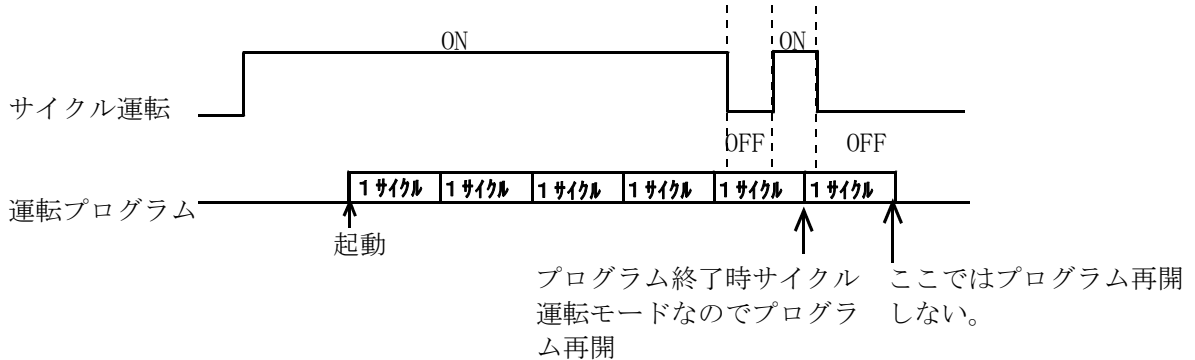 ON ON
サイクル運転
OFF OFF
1サイクル 1サイクル 1サイクル 1サイクル 1サイクル 1サイクル
運転プログラム
起動
プログラム終了時サイクル
運転モードなのでプログラ
ム再開
ここではプログラム再開
しない。